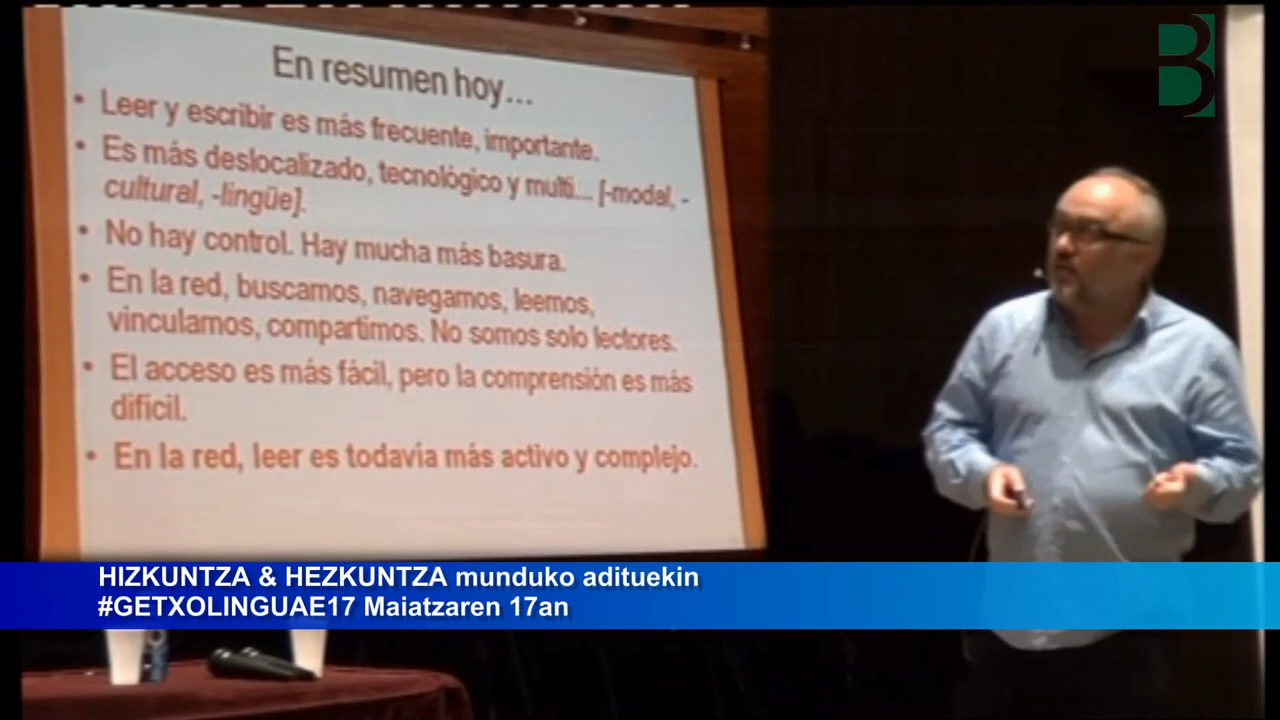 En resumen hoy...
• Leer y escribir es más frecuente, importante.
• Es más deslocalizado, tecnológico y multi... [-modal, -
cultural, -lingüe].
• No hay control. Hay mucha más basura.
• En la red, buscamos, navegamos, leemos,
vinculamos, compartimos. No somos solo lectores.
• El acceso es más fácil, pero la comprensión es más
difícil.
• En la red, leer es todavía más activo y complejo.
B
HIZKUNTZA & HEZKUNTZA munduko adituekin
#GETXOLINGUAE17 Maiatzaren 17an